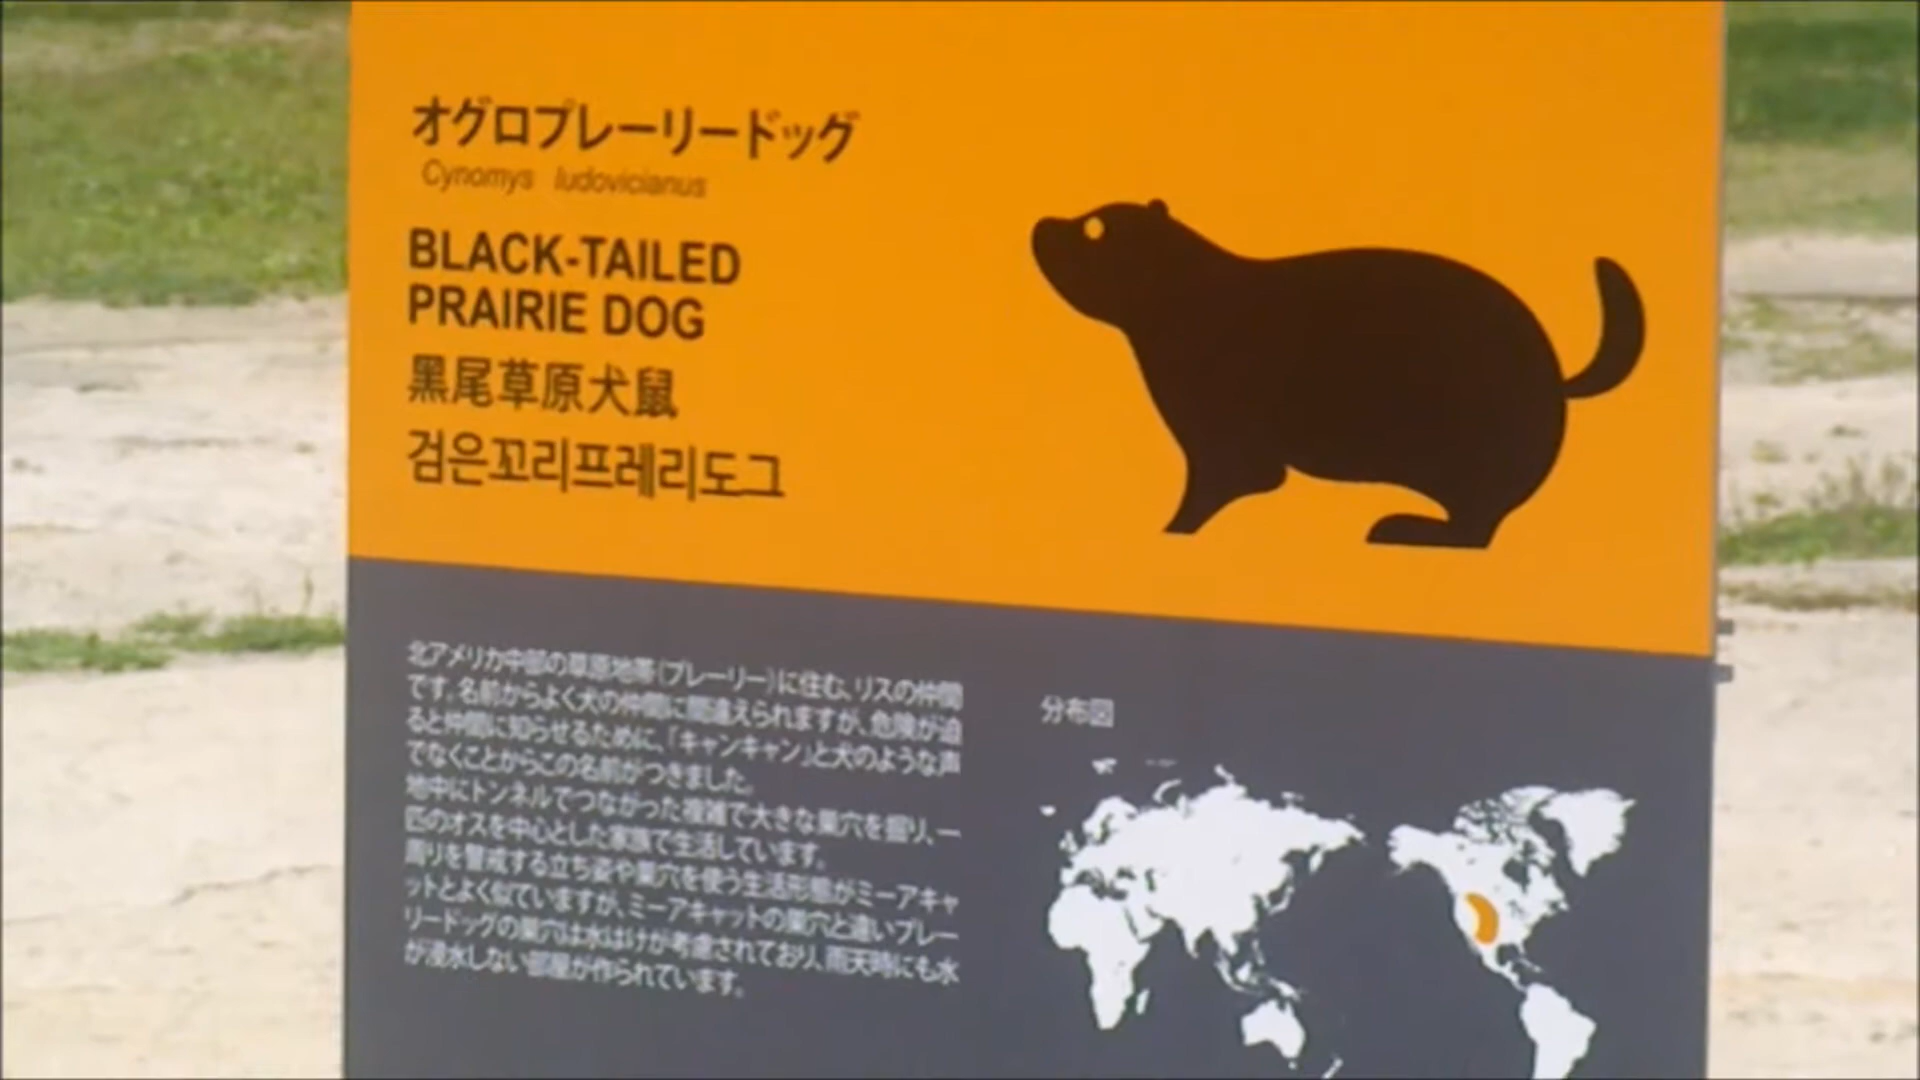 オグロプレーリードッグ
Cynomys ludovicianus
BLACK-TAILED
PRAIRIE DOG
黑尾草原犬鼠
검은꼬리프레리도그
北アメリカ中部の草原地帯(プレーリー)に住む、リスの仲間
です。名前からよく犬の仲間に間違えられますが、危険が迫
ると仲間に知らせるために、「キャンキャン」と犬のような声
でなくことからこの名前がつきました。
地中にトンネルでつながった複雑で大きな巣穴を掘り、一
匹のオスを中心とした家族で生活しています。
周りを警戒する立ち姿や巣穴を使う生活形態がミーアキャ
ットとよく似ていますが、ミーアキャットの巣穴と違いプレー
リードッグの巣穴は水はけが考慮されており、雨天時にも水
が浸水しない部屋が作られています。
分布図